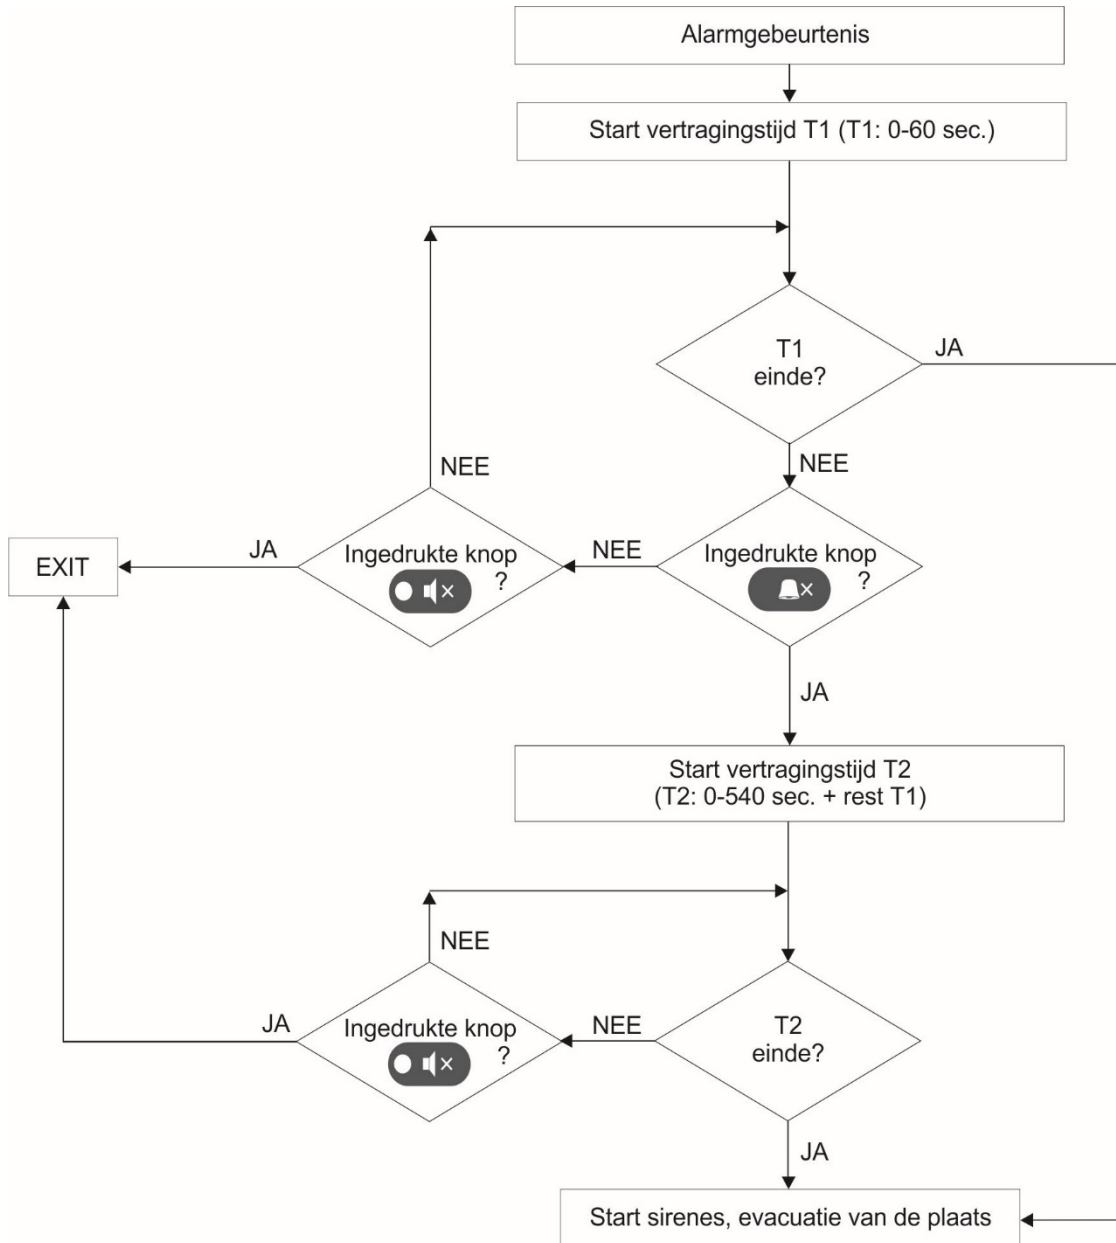 Alarmgebeurtenis
Start vertragingstijd T1 (T1: 0-60 sec.)
T1
einde?
JA
NEE
NEE
Ingedrukte knop
?
NEE
Ingedrukte knop
?
JA
EXIT
JA
Start vertragingstijd T2
(T2: 0-540 sec. + rest T1)
NEE
T2
einde?
NEE
Ingedrukte knop
?
JA
JA
Start sirenes, evacuatie van de plaats